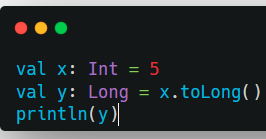 val x: Int = 5
val y: Long = x.toLong()
println(y)